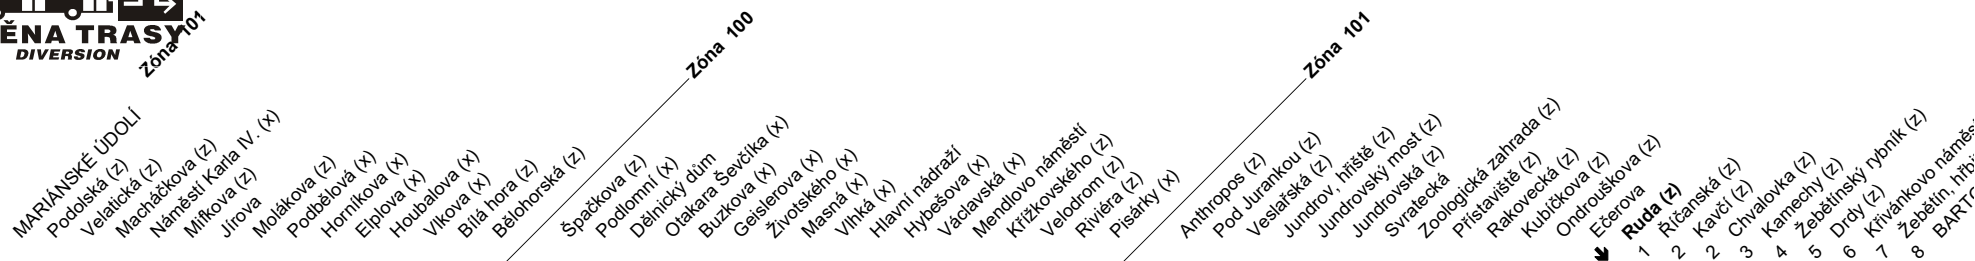 ĚNA TRASY
DIVERSION
Zóna 101
MARIÁNSKÉ ÚDOLÍ
Podolská (z)
Velatická (z)
Macháčkova (z)
Náměstí Karla IV. (x)
Mifkova (z)
Jírova
Molákova (z)
Podbělová (x)
Horníkova (x)
Elplova (x)
Houbalova (x)
Vlkova (x)
Bílá hora (z)
Bělohorská (z)
Zóna 100
Špačkova (z)
Podlomní (x)
Dělnický dům
Otakara Ševčíka (x)
Buzkova (x)
Geislerova (x)
Životského (x)
Masná (x)
Vlhká (x)
Hlavní nádraží
Hybešova (x)
Václavská (x)
Mendlovo náměstí
Křížkovského (z)
Velodrom (z)
Riviéra (z)
Pisárky (x)
Zóna 101
Anthropos (z)
Pod Jurankou (z)
Veslařská (z)
Jundrov, hřiště (z)
Jundrovský most (z)
Jundrovská (z)
Svratecká
Zoologická zahrada (z)
Přístaviště (z)
Rakovecká (z)
Kubíčkova (z)
Ondrouškova (z)
Ečerova
Ruda (z)
1 Říčanská (z)
2 Kavčí (z)
2 Chvalovka (z)
3 Kamechy (z)
4 Žebětínský rybník (z)
5 Drdy (z)
6 Křivánkovo náměs
7 Žebětín, hřbi
8 BARTO